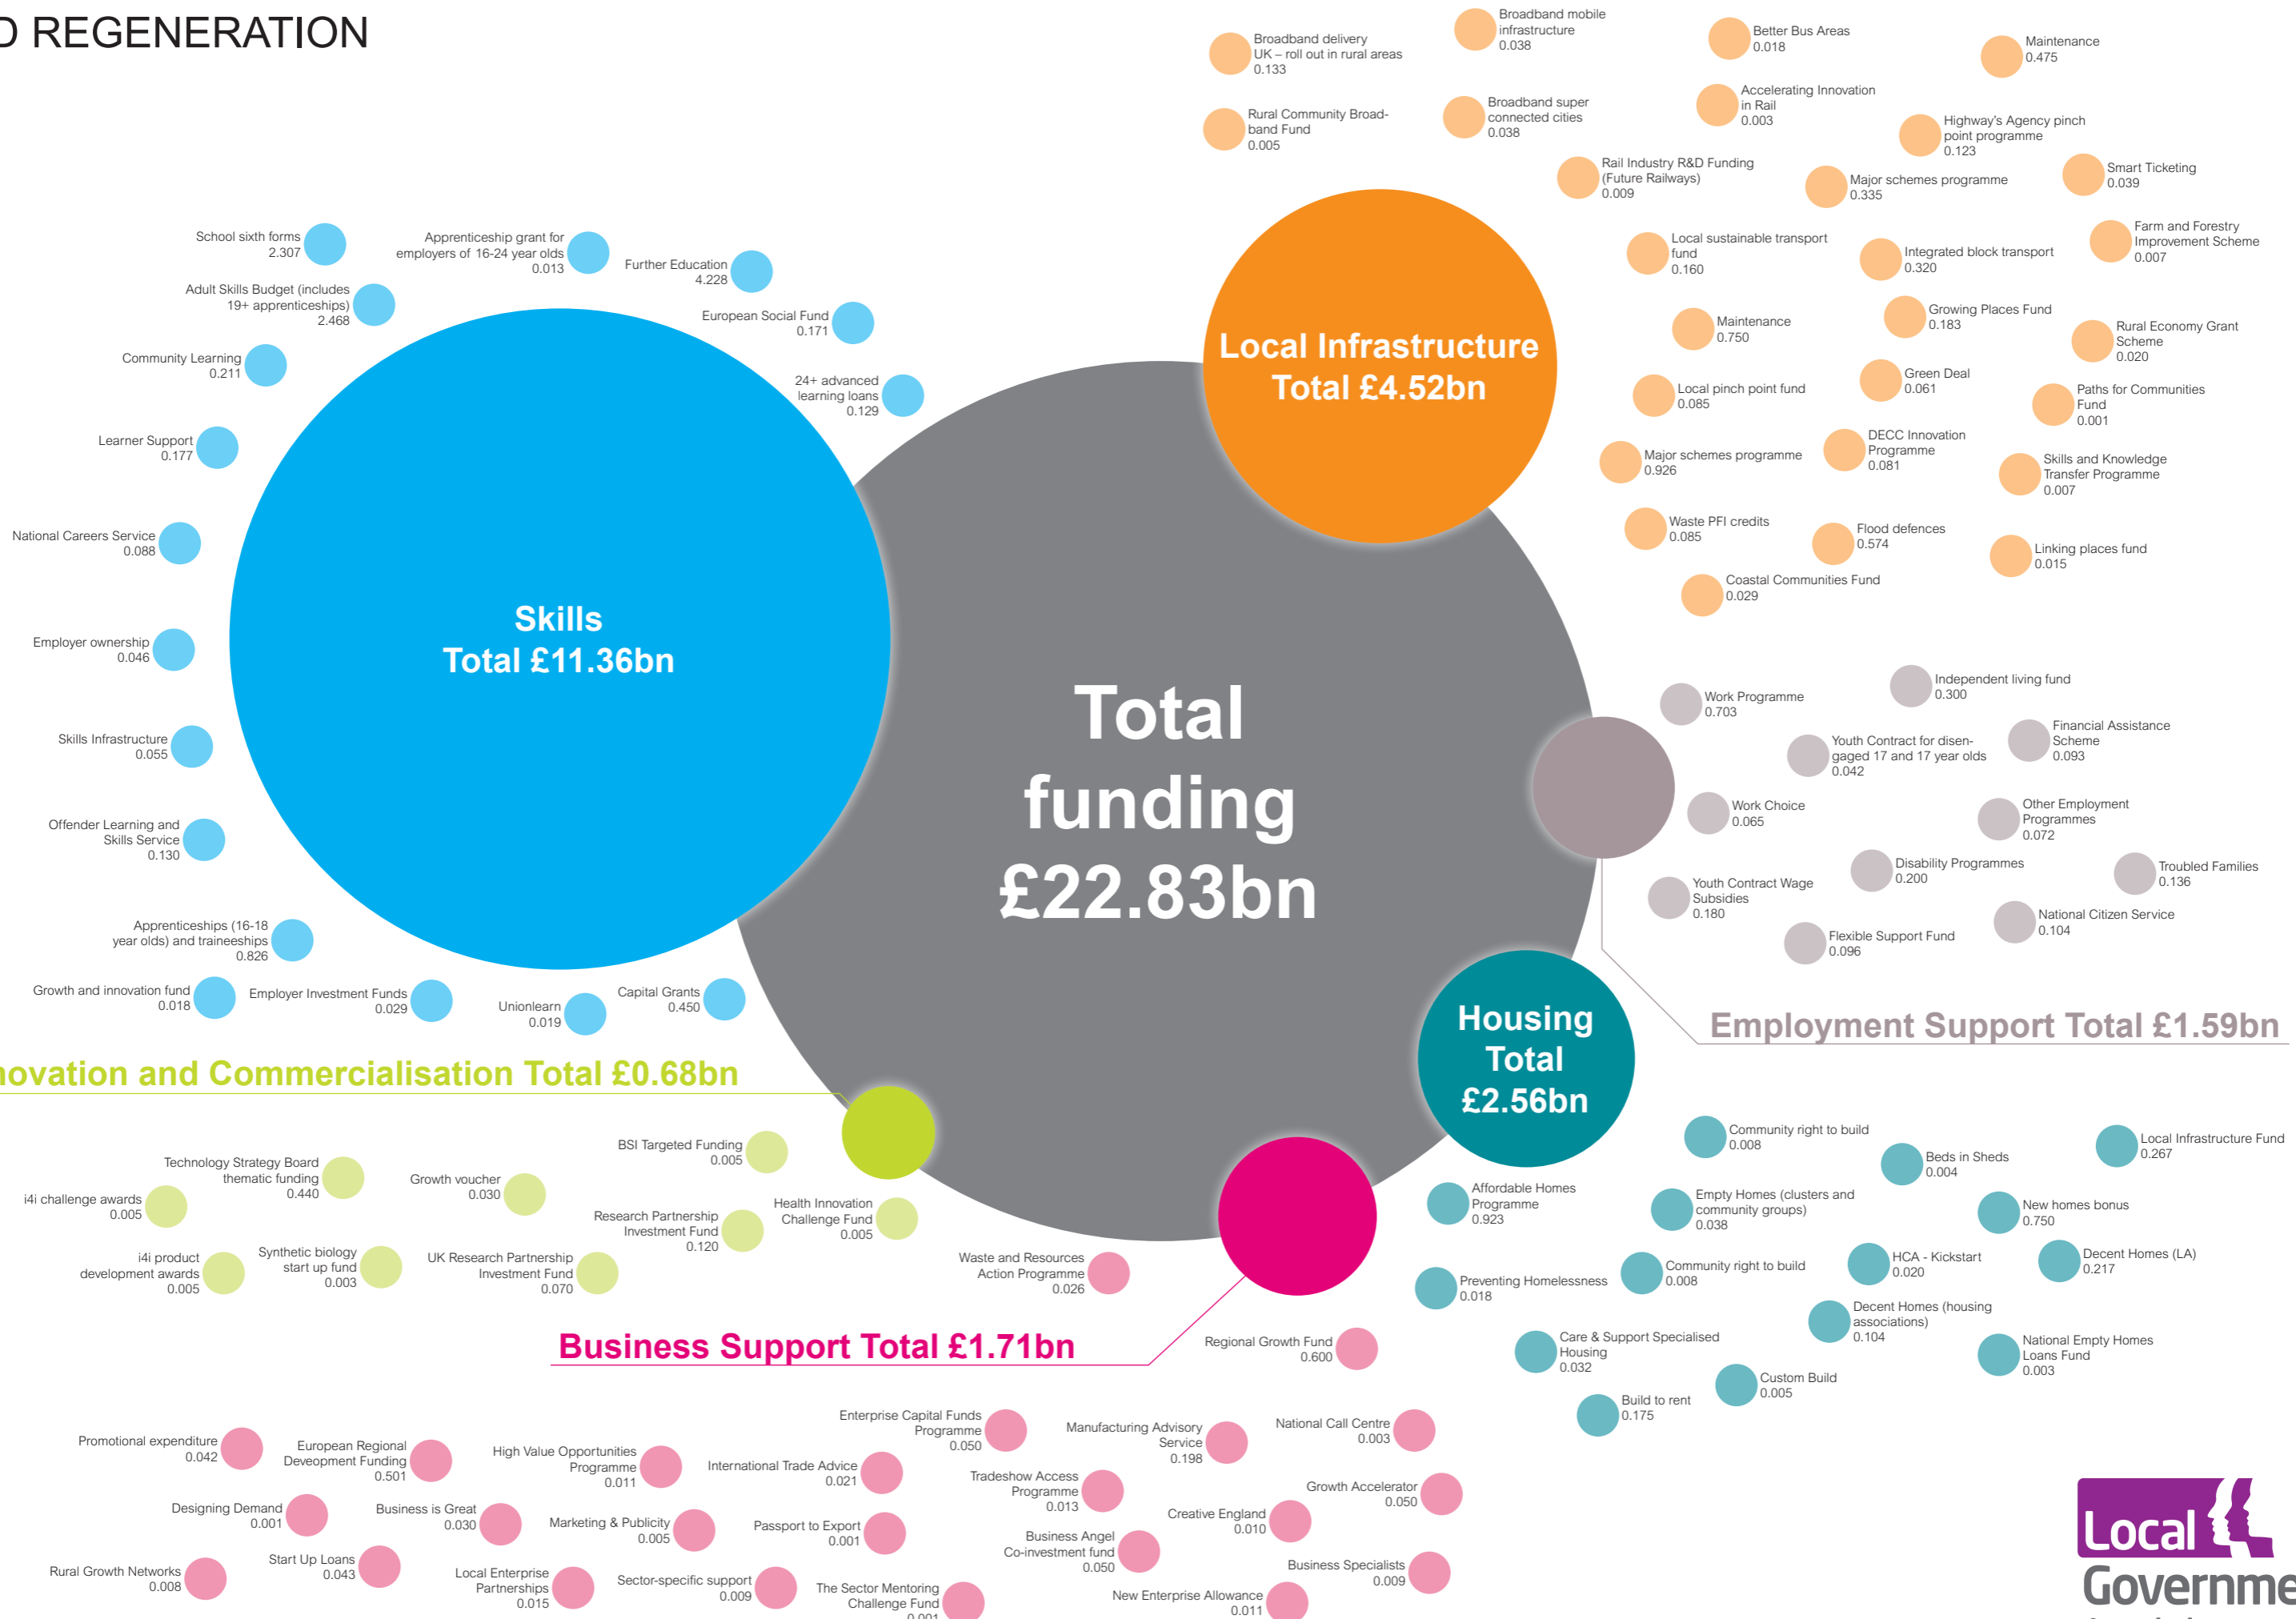 D REGENERATION
Broadband delivery
UK – roll out in rural areas
0.133
Broadband mobile
infrastructure
0.038
Better Bus Areas
0.018
Maintenance
0.475
Rural Community Broad-
band Fund
0.005
Broadband super
connected cities
0.038
Accelerating Innovation
in Rail
0.003
Highway's Agency pinch
point programme
0.123
Rail Industry R&D Funding
(Future Railways)
0.009
Major schemes programme
0.335
Smart Ticketing
0.039
Local sustainable transport
fund
0.160
Integrated block transport
0.320
Farm and Forestry
Improvement Scheme
0.007
Maintenance
0.750
Growing Places Fund
0.183
Rural Economy Grant
Scheme
0.020
Local pinch point fund
0.085
Green Deal
0.061
Paths for Communities
Fund
0.001
Major schemes programme
0.926
DECC Innovation
Programme
0.081
Skills and Knowledge
Transfer Programme
0.007
Waste PFI credits
0.085
Flood defences
0.574
Linking places fund
0.015
Coastal Communities Fund
0.029
Local Infrastructure
Total £4.52bn
School sixth forms
2.307
Apprenticeship grant for
employers of 16-24 year olds
0.013
Further Education
4.228
Adult Skills Budget (includes
19+ apprenticeships)
2.468
European Social Fund
0.171
Community Learning
0.211
24+ advanced
learning loans
0.129
Learner Support
0.177
National Careers Service
0.088
Employer ownership
0.046
Skills Infrastructure
0.055
Offender Learning and
Skills Service
0.130
Apprenticeships (16-18
year olds) and traineeships
0.826
Growth and innovation fund
0.018
Employer Investment Funds
0.029
Unionlearn
0.019
Capital Grants
0.450
Skills
Total £11.36bn
Total
funding
£22.83bn
Work Programme
0.703
Independent living fund
0.300
Youth Contract for disen-
gaged 17 and 17 year olds
0.042
Financial Assistance
Scheme
0.093
Work Choice
0.065
Other Employment
Programmes
0.072
Youth Contract Wage
Subsidies
0.180
Disability Programmes
0.200
Troubled Families
0.136
Flexible Support Fund
0.096
National Citizen Service
0.104
Employment Support Total £1.59bn
Housing
Total
£2.56bn
Community right to build
0.008
Beds in Sheds
0.004
Local Infrastructure Fund
0.267
Affordable Homes
Programme
0.923
Empty Homes (clusters and
community groups)
0.038
New homes bonus
0.750
Preventing Homelessness
0.018
Community right to build
0.008
HCA - Kickstart
0.020
Decent Homes (LA)
0.217
Care & Support Specialised
Housing
0.032
Decent Homes (housing
associations)
0.104
National Empty Homes
Loans Fund
0.003
Build to rent
0.175
Custom Build
0.005
novation and Commercialisation Total £0.68bn
BSI Targeted Funding
0.005
Technology Strategy Board
thematic funding
0.440
Growth voucher
0.030
i4i challenge awards
0.005
Research Partnership
Investment Fund
0.120
Health Innovation
Challenge Fund
0.005
i4i product
development awards
0.005
Synthetic biology
start up fund
0.003
UK Research Partnership
Investment Fund
0.070
Waste and Resources
Action Programme
0.026
Business Support Total £1.71bn
Regional Growth Fund
0.600
Promotional expenditure
0.042
European Regional
Deveopment Funding
0.501
High Value Opportunities
Programme
0.011
International Trade Advice
0.021
Enterprise Capital Funds
Programme
0.050
Manufacturing Advisory
Service
0.198
National Call Centre
0.003
Designing Demand
0.001
Business is Great
0.030
Marketing & Publicity
0.005
Passport to Export
0.001
Tradeshow Access
Programme
0.013
Creative England
0.010
Growth Accelerator
0.050
Rural Growth Networks
0.008
Start Up Loans
0.043
Local Enterprise
Partnerships
0.015
Sector-specific support
0.009
The Sector Mentoring
Challenge Fund
0.001
Business Angel
Co-investment fund
0.050
New Enterprise Allowance
0.011
Business Specialists
0.009
Local
Governme